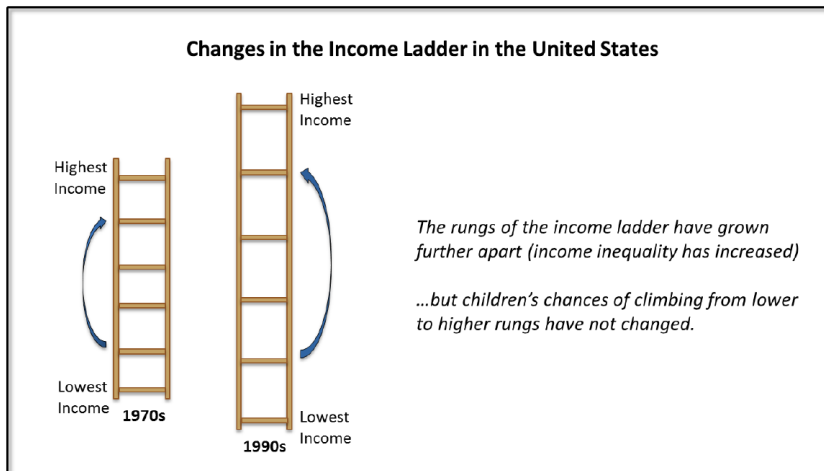 Changes in the Income Ladder in the United States
Highest
Income
Highest
Income
The rungs of the income ladder have grown
further apart (income inequality has increased)
…but children’s chances of climbing from lower
to higher rungs have not changed.
Lowest
Income
1970s
Lowest
Income
1990s